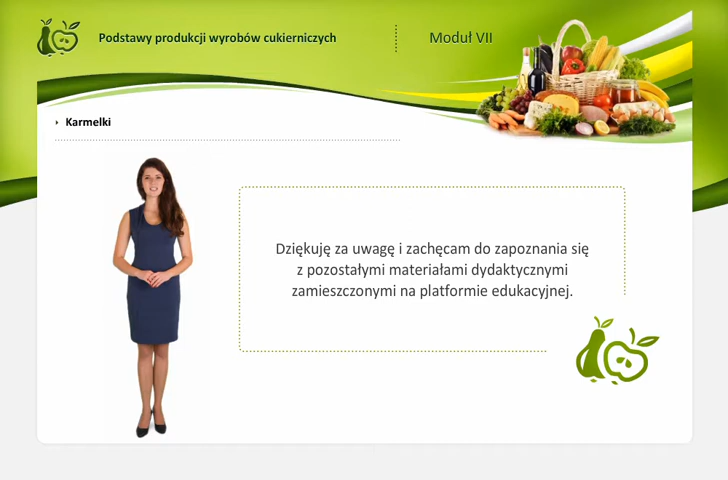 Podstawy produkcji wyrobów cukierniczych
Moduł VII
Karmelki
Dziękuję za uwagę i zachęcam do zapoznania się
z pozostałymi materiałami dydaktycznymi
zamieszczonymi na platformie edukacyjnej.